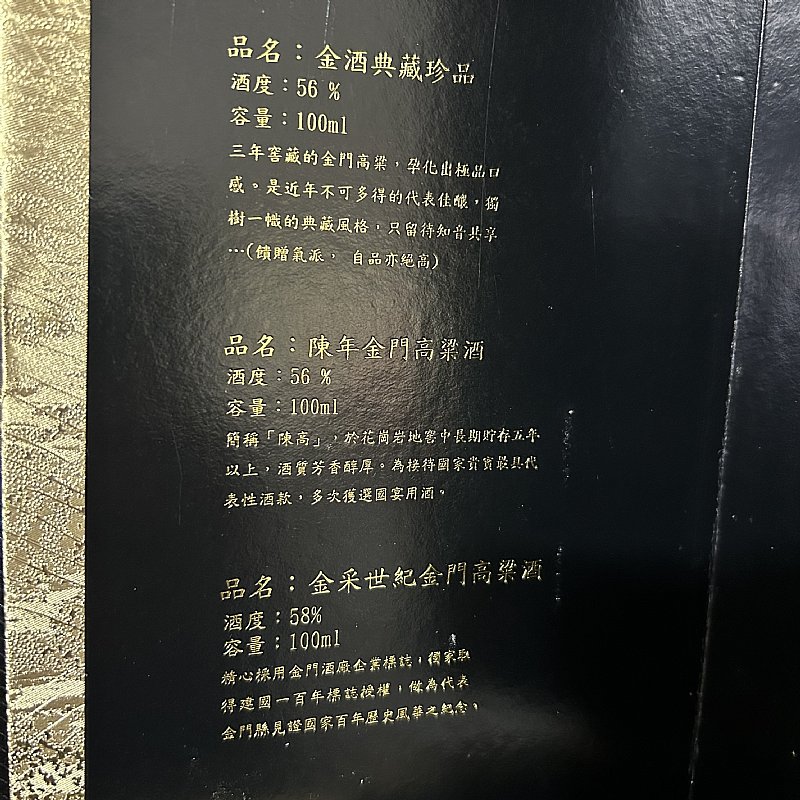 品名：金酒典藏珍品
酒度：56 %
容量：100ml
三年窖藏的金門高粱，孕化出極品口
感。是近年不可多得的代表佳釀，獨
樹一幟的典藏風格，只留待知音共享
…(饋贈氣派， 自品亦絕高)
品名：陳年金門高粱酒
酒度：56 %
容量：100ml
簡稱「陳高」，於花崗岩地窖中長期貯存五年
以上，酒質芳香醇厚。為接待國家貴賓最具代
表性酒款，多次獲選國宴用酒。
品名：金采世紀金門高粱酒
酒度：58%
容量：100ml
精心採用金門酒廠企業標誌，獨家取
得建國一百年標誌授權，做為代表
金門縣見證國家百年歷史風華之紀念。